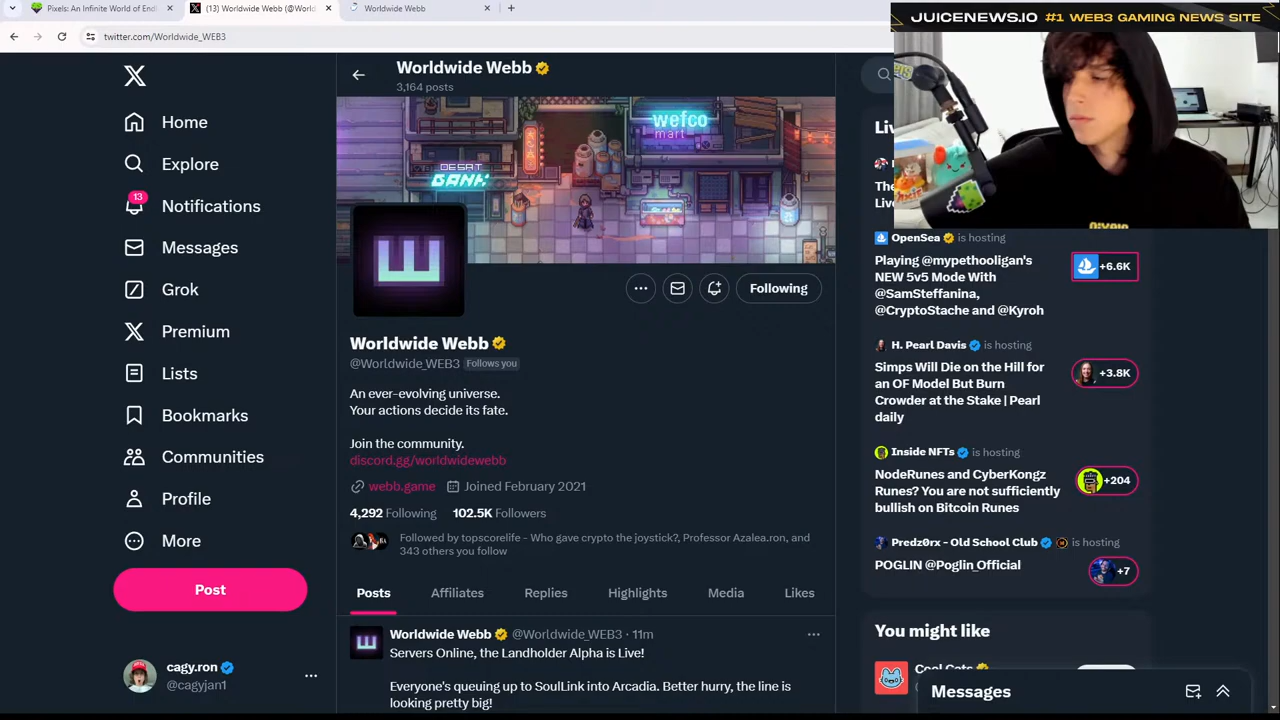 Pixels: An Infinite World of End
(13) Worldwide Webb (@World
Worldwide Webb
twitter.com/Worldwide_WEB3
JUICENEWS.IO #1 WEB3 GAMING NEWS SITE
Home
Explore
13
Notifications
Messages
Grok
Premium
Lists
Bookmarks
Communities
Profile
More
Post
cagy.ron
@cagyjan1
Worldwide Webb
3,164 posts
wefco
mart
Following
Worldwide Webb
@Worldwide_WEB3 Follows you
An ever-evolving universe.
Your actions decide its fate.
Join the community.
discord.gg/worldwidewebb
webb.game Joined February 2021
4,292 Following 102.5K Followers
Followed by topscorelife - Who gave crypto the joystick?, Professor Azalea.ron, and
343 others you follow
Posts Affiliates Replies Highlights Media Likes
Worldwide Webb @Worldwide_WEB3 · 11m
Servers Online, the Landholder Alpha is Live!
Everyone's queuing up to SoulLink into Arcadia. Better hurry, the line is
looking pretty big!
OpenSea is hosting
Playing @mypethooligan's
NEW 5v5 Mode With
@SamSteffanina,
@CryptoStache and @Kyroh
+6.6K
H. Pearl Davis is hosting
Simps Will Die on the Hill for
an OF Model But Burn
Crowder at the Stake | Pearl
daily
+3.8K
Inside NFTs is hosting
NodeRunes and CyberKongz
Runes? You are not sufficiently
bullish on Bitcoin Runes
+204
Predz0rx - Old School Club is hosting
POGLIN @Poglin_Official
+7
You might like
Cool Cats
Messages